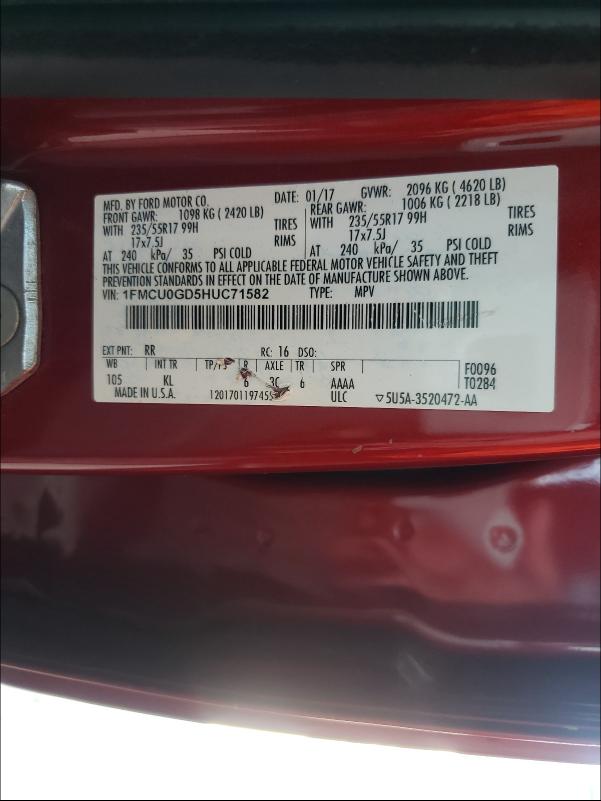 MFD. BY FORD MOTOR CO. DATE: 01/17 GVWR: 2096 KG ( 4620 LB)
FRONT GAWR: 1098 KG ( 2420 LB) REAR GAWR: 1006 KG ( 2218 LB)
WITH 235/55R17 99H TIRES WITH 235/55R17 99H TIRES
17x7.5J RIMS 17x7.5J RIMS
AT 240 kPa/ 35 PSI COLD AT 240 kPa/ 35 PSI COLD
THIS VEHICLE CONFORMS TO ALL APPLICABLE FEDERAL MOTOR VEHICLE SAFETY AND THEFT
PREVENTION STANDARDS IN EFFECT ON THE DATE OF MANUFACTURE SHOWN ABOVE.
VIN: 1FMCU0GD5HUC71582 TYPE: MPV
EXT PNT: RR RC: 16 DSO:
WB INT TR TP/PS R AXLE TR SPR F0096
105 KL 6 3C 6 AAAA T0284
MADE IN U.S.A. ULC ▽5U5A-3520472-AA